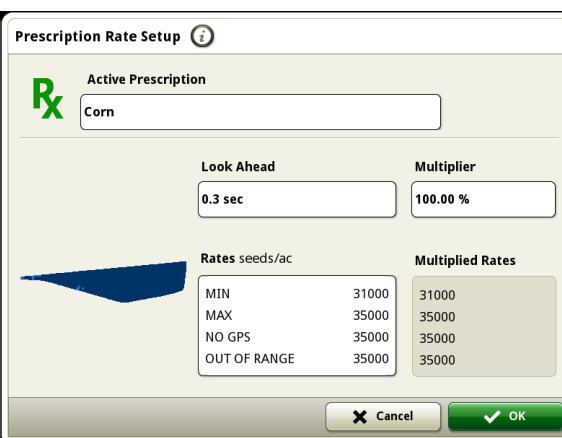 Prescription Rate Setup i
Rx
Active Prescription
Corn
Look Ahead Multiplier
0.3 sec 100.00 %
Rates seeds/ac Multiplied Rates
MIN 31000 31000
MAX 35000 35000
NO GPS 35000 35000
OUT OF RANGE 35000 35000
Cancel OK